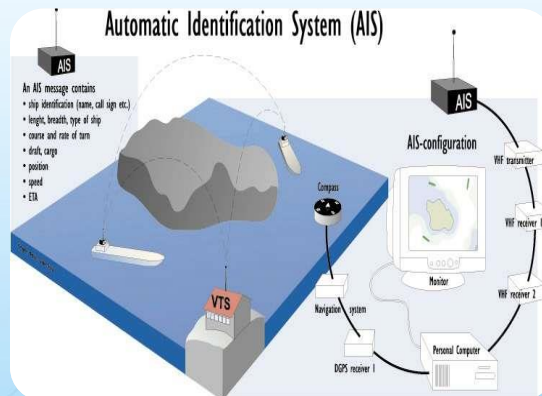 Automatic Identification System (AIS)
AIS
An AIS message contains
• ship identification (name, call sign etc.)
• lenght, breadth, type of ship
• course and rate of turn
• draft, cargo
• position
• speed
• ETA
VTS
AIS
AIS-configuration
VHF transmitter
VHF receiver 1
VHF receiver 2
Compass
Monitor
Navigation system
DGPS receiver 1
Personal Computer